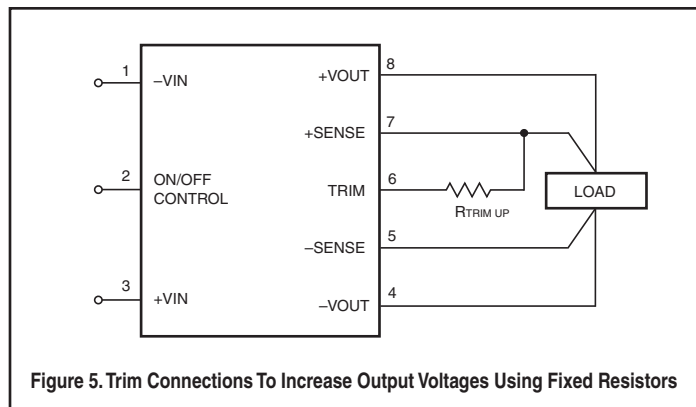 1
–VIN
+VOUT
8
+SENSE
7
2
ON/OFF
CONTROL
TRIM
6
RTRIM UP
LOAD
–SENSE
5
3
+VIN
–VOUT
4
Figure 5. Trim Connections To Increase Output Voltages Using Fixed Resistors